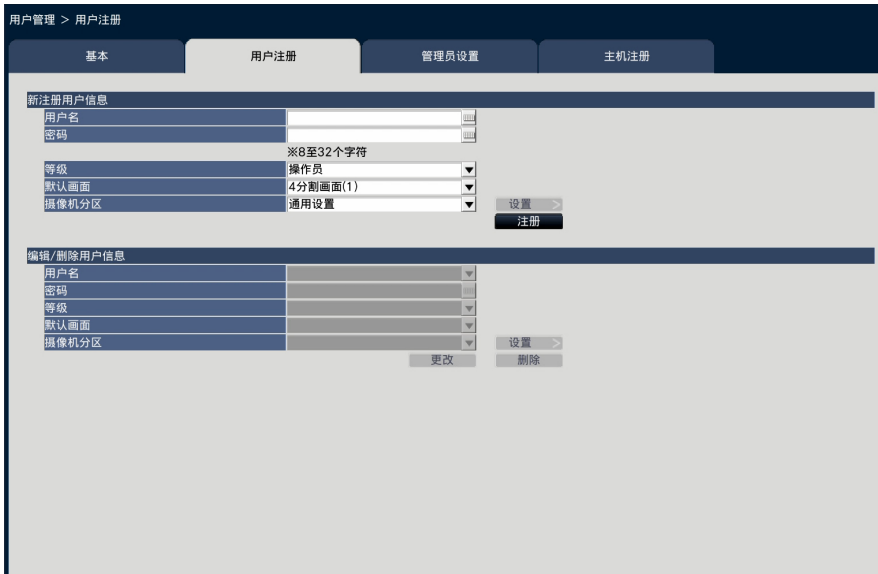 用户管理 > 用户注册
基本 用户注册 管理员设置 主机注册
新注册用户信息
用户名
密码
※8至32个字符
等级 操作员
默认画面 4分割画面(1)
摄像机分区 通用设置 设置 >
注册
编辑/删除用户信息
用户名
密码
等级
默认画面
摄像机分区 设置 >
更改 删除